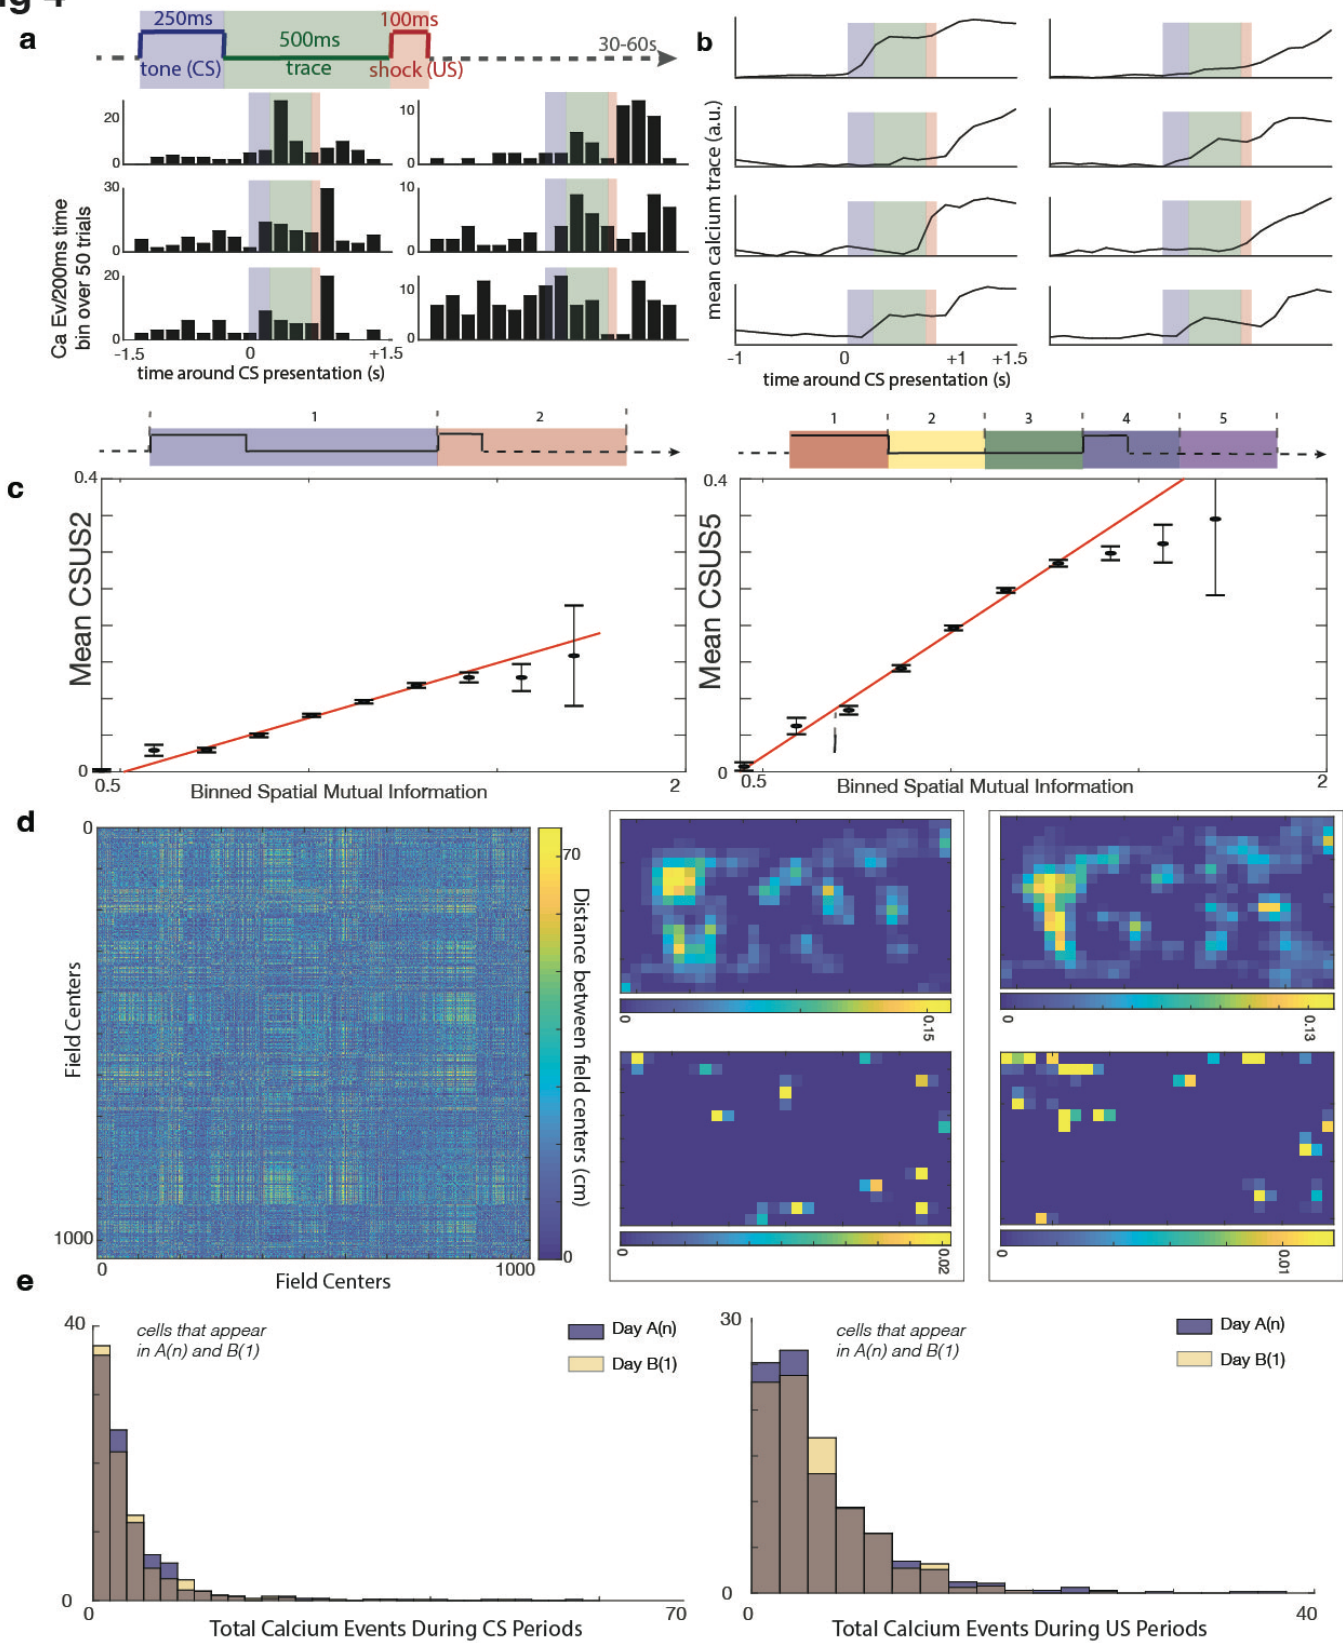 a
250ms
500ms
100ms
30-60s
tone (CS)
trace
shock (US)
20
0
10
0
30
0
10
0
20
0
10
0
-1.5
0
+1.5
Ca Ev/200ms time
bin over 50 trials
time around CS presentation (s)
b
mean calcium trace (a.u.)
-1
0
+1
+1.5
time around CS presentation (s)
1
2
1
2
3
4
5
c
0.4
Mean CSUS2
0
0.5
Binned Spatial Mutual Information
2
0.4
Mean CSUS5
0
0.5
Binned Spatial Mutual Information
2
d
0
Field Centers
1000
0
Field Centers
1000
70
Distance between field centers (cm)
0
0
0.15
0
0.13
0
0.02
0
0.01
e
40
cells that appear
in A(n) and B(1)
Day A(n)
Day B(1)
0
0
70
Total Calcium Events During CS Periods
30
cells that appear
in A(n) and B(1)
Day A(n)
Day B(1)
0
0
40
Total Calcium Events During US Periods